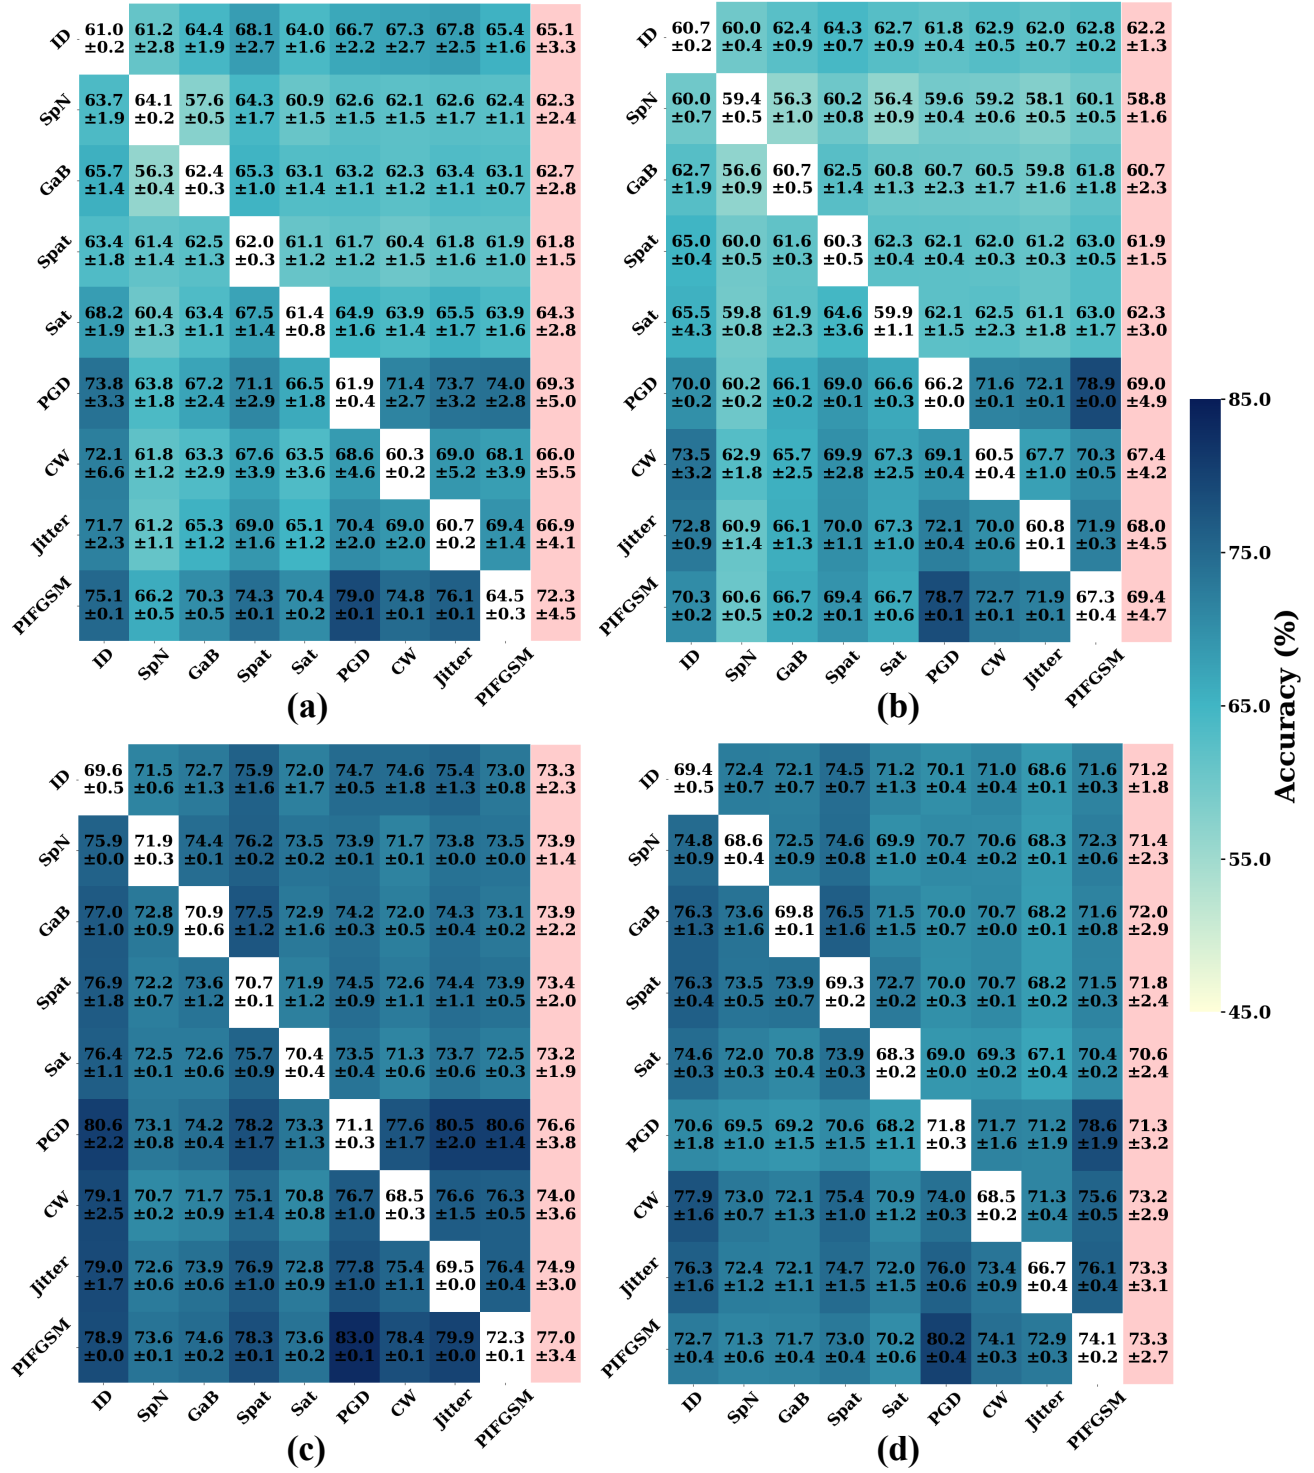 ID 61.0 61.2 64.4 68.1 64.0 66.7 67.3 67.8 65.4 65.1
±0.2 ±2.8 ±1.9 ±2.7 ±1.6 ±2.2 ±2.7 ±2.5 ±1.6 ±3.3
SpN 63.7 64.1 57.6 64.3 60.9 62.6 62.1 62.6 62.4 62.3
±1.9 ±0.2 ±0.5 ±1.7 ±1.5 ±1.5 ±1.5 ±1.7 ±1.1 ±2.4
GaB 65.7 56.3 62.4 65.3 63.1 63.2 62.3 63.4 63.1 62.7
±1.4 ±0.4 ±0.3 ±1.0 ±1.4 ±1.1 ±1.2 ±1.1 ±0.7 ±2.8
Spat 63.4 61.4 62.5 62.0 61.1 61.7 60.4 61.8 61.9 61.8
±1.8 ±1.4 ±1.3 ±0.3 ±1.2 ±1.2 ±1.5 ±1.6 ±1.0 ±1.5
Sat 68.2 60.4 63.4 67.5 61.4 64.9 63.9 65.5 63.9 64.3
±1.9 ±1.3 ±1.1 ±1.4 ±0.8 ±1.6 ±1.4 ±1.7 ±1.6 ±2.8
PGD 73.8 63.8 67.2 71.1 66.5 61.9 71.4 73.7 74.0 69.3
±3.3 ±1.8 ±2.4 ±2.9 ±1.8 ±0.4 ±2.7 ±3.2 ±2.8 ±5.0
CW 72.1 61.8 63.3 67.6 63.5 68.6 60.3 69.0 68.1 66.0
±6.6 ±1.2 ±2.9 ±3.9 ±3.6 ±4.6 ±0.2 ±5.2 ±3.9 ±5.5
Jitter 71.7 61.2 65.3 69.0 65.1 70.4 69.0 60.7 69.4 66.9
±2.3 ±1.1 ±1.2 ±1.6 ±1.2 ±2.0 ±2.0 ±0.2 ±1.4 ±4.1
PIFGSM 75.1 66.2 70.3 74.3 70.4 79.0 74.8 76.1 64.5 72.3
±0.1 ±0.5 ±0.5 ±0.1 ±0.2 ±0.1 ±0.1 ±0.1 ±0.3 ±4.5
ID SpN GaB Spat Sat PGD CW Jitter PIFGSM
(a)
ID 60.7 60.0 62.4 64.3 62.7 61.8 62.9 62.0 62.8 62.2
±0.2 ±0.4 ±0.9 ±0.7 ±0.9 ±0.4 ±0.5 ±0.7 ±0.2 ±1.3
SpN 60.0 59.4 56.3 60.2 56.4 59.6 59.2 58.1 60.1 58.8
±0.7 ±0.5 ±1.0 ±0.8 ±0.9 ±0.4 ±0.6 ±0.5 ±0.5 ±1.6
GaB 62.7 56.6 60.7 62.5 60.8 60.7 60.5 59.8 61.8 60.7
±1.9 ±0.9 ±0.5 ±1.4 ±1.3 ±2.3 ±1.7 ±1.6 ±1.8 ±2.3
Spat 65.0 60.0 61.6 60.3 62.3 62.1 62.0 61.2 63.0 61.9
±0.4 ±0.5 ±0.3 ±0.5 ±0.4 ±0.4 ±0.3 ±0.3 ±0.5 ±1.5
Sat 65.5 59.8 61.9 64.6 59.9 62.1 62.5 61.1 63.0 62.3
±4.3 ±0.8 ±2.3 ±3.6 ±1.1 ±1.5 ±2.3 ±1.8 ±1.7 ±3.0
PGD 70.0 60.2 66.1 69.0 66.6 66.2 71.6 72.1 78.9 69.0
±0.2 ±0.2 ±0.2 ±0.1 ±0.3 ±0.0 ±0.1 ±0.1 ±0.0 ±4.9
CW 73.5 62.9 65.7 69.9 67.3 69.1 60.5 67.7 70.3 67.4
±3.2 ±1.8 ±2.5 ±2.8 ±2.5 ±0.4 ±0.4 ±1.0 ±0.5 ±4.2
Jitter 72.8 60.9 66.1 70.0 67.3 72.1 70.0 60.8 71.9 68.0
±0.9 ±1.4 ±1.3 ±1.1 ±1.0 ±0.4 ±0.6 ±0.1 ±0.3 ±4.5
PIFGSM 70.3 60.6 66.7 69.4 66.7 78.7 72.7 71.9 67.3 69.4
±0.2 ±0.5 ±0.2 ±0.1 ±0.6 ±0.1 ±0.1 ±0.1 ±0.4 ±4.7
ID SpN GaB Spat Sat PGD CW Jitter PIFGSM
(b)
ID 69.6 71.5 72.7 75.9 72.0 74.7 74.6 75.4 73.0 73.3
±0.5 ±0.6 ±1.3 ±1.6 ±1.7 ±0.5 ±1.8 ±1.3 ±0.8 ±2.3
SpN 75.9 71.9 74.4 76.2 73.5 73.9 71.7 73.8 73.5 73.9
±0.0 ±0.3 ±0.1 ±0.2 ±0.2 ±0.1 ±0.1 ±0.0 ±0.0 ±1.4
GaB 77.0 72.8 70.9 77.5 72.9 74.2 72.0 74.3 73.1 73.9
±1.0 ±0.9 ±0.6 ±1.2 ±1.6 ±0.3 ±0.5 ±0.4 ±0.2 ±2.2
Spat 76.9 72.2 73.6 70.7 71.9 74.5 72.6 74.4 73.9 73.4
±1.8 ±0.7 ±1.2 ±0.1 ±1.2 ±0.9 ±1.1 ±1.1 ±0.5 ±2.0
Sat 76.4 72.5 72.6 75.7 70.4 73.5 71.3 73.7 72.5 73.2
±1.1 ±0.1 ±0.6 ±0.9 ±0.4 ±0.4 ±0.6 ±0.6 ±0.3 ±1.9
PGD 80.6 73.1 74.2 78.2 73.3 71.1 77.6 80.5 80.6 76.6
±2.2 ±0.8 ±0.4 ±1.7 ±1.3 ±0.3 ±1.7 ±2.0 ±1.4 ±3.8
CW 79.1 70.7 71.7 75.1 70.8 76.7 68.5 76.6 76.3 74.0
±2.5 ±0.2 ±0.9 ±1.4 ±0.8 ±1.0 ±0.3 ±1.5 ±0.5 ±3.6
Jitter 79.0 72.6 73.9 76.9 72.8 77.8 75.4 69.5 76.4 74.9
±1.7 ±0.6 ±0.6 ±1.0 ±0.9 ±1.0 ±1.1 ±0.0 ±0.4 ±3.0
PIFGSM 78.9 73.6 74.6 78.3 73.6 83.0 78.4 79.9 72.3 77.0
±0.0 ±0.1 ±0.2 ±0.1 ±0.2 ±0.1 ±0.1 ±0.0 ±0.1 ±3.4
ID SpN GaB Spat Sat PGD CW Jitter PIFGSM
(c)
ID 69.4 72.4 72.1 74.5 71.2 70.1 71.0 68.6 71.6 71.2
±0.5 ±0.7 ±0.7 ±0.7 ±1.3 ±0.4 ±0.4 ±0.1 ±0.3 ±1.8
SpN 74.8 68.6 72.5 74.6 69.9 70.7 70.6 68.3 72.3 71.4
±0.9 ±0.4 ±0.9 ±0.8 ±1.0 ±0.4 ±0.2 ±0.1 ±0.6 ±2.3
GaB 76.3 73.6 69.8 76.5 71.5 70.0 70.7 68.2 71.6 72.0
±1.3 ±1.6 ±0.1 ±1.6 ±1.5 ±0.7 ±0.0 ±0.1 ±0.8 ±2.9
Spat 76.3 73.5 73.9 69.3 72.7 70.0 70.7 68.2 71.5 71.8
±0.4 ±0.5 ±0.7 ±0.2 ±0.2 ±0.3 ±0.1 ±0.2 ±0.3 ±2.4
Sat 74.6 72.0 70.8 73.9 68.3 69.0 69.3 67.1 70.4 70.6
±0.3 ±0.3 ±0.4 ±0.3 ±0.2 ±0.0 ±0.2 ±0.4 ±0.2 ±2.4
PGD 70.6 69.5 69.2 70.6 68.2 71.8 71.7 71.2 78.6 71.3
±1.8 ±1.0 ±1.5 ±1.5 ±1.1 ±0.3 ±1.6 ±1.9 ±1.9 ±3.2
CW 77.9 73.0 72.1 75.4 70.9 74.0 68.5 71.3 75.6 73.2
±1.6 ±0.7 ±1.3 ±1.0 ±1.2 ±0.3 ±0.2 ±0.4 ±0.5 ±2.9
Jitter 76.3 72.4 72.1 74.7 72.0 76.0 73.4 66.7 76.1 73.3
±1.6 ±1.2 ±1.1 ±1.5 ±1.5 ±0.6 ±0.9 ±0.4 ±0.4 ±3.1
PIFGSM 72.7 71.3 71.7 73.0 70.2 80.2 74.1 72.9 74.1 73.3
±0.4 ±0.6 ±0.4 ±0.4 ±0.6 ±0.4 ±0.3 ±0.3 ±0.2 ±2.7
ID SpN GaB Spat Sat PGD CW Jitter PIFGSM
(d)
85.0
75.0
65.0
55.0
45.0
Accuracy (%)